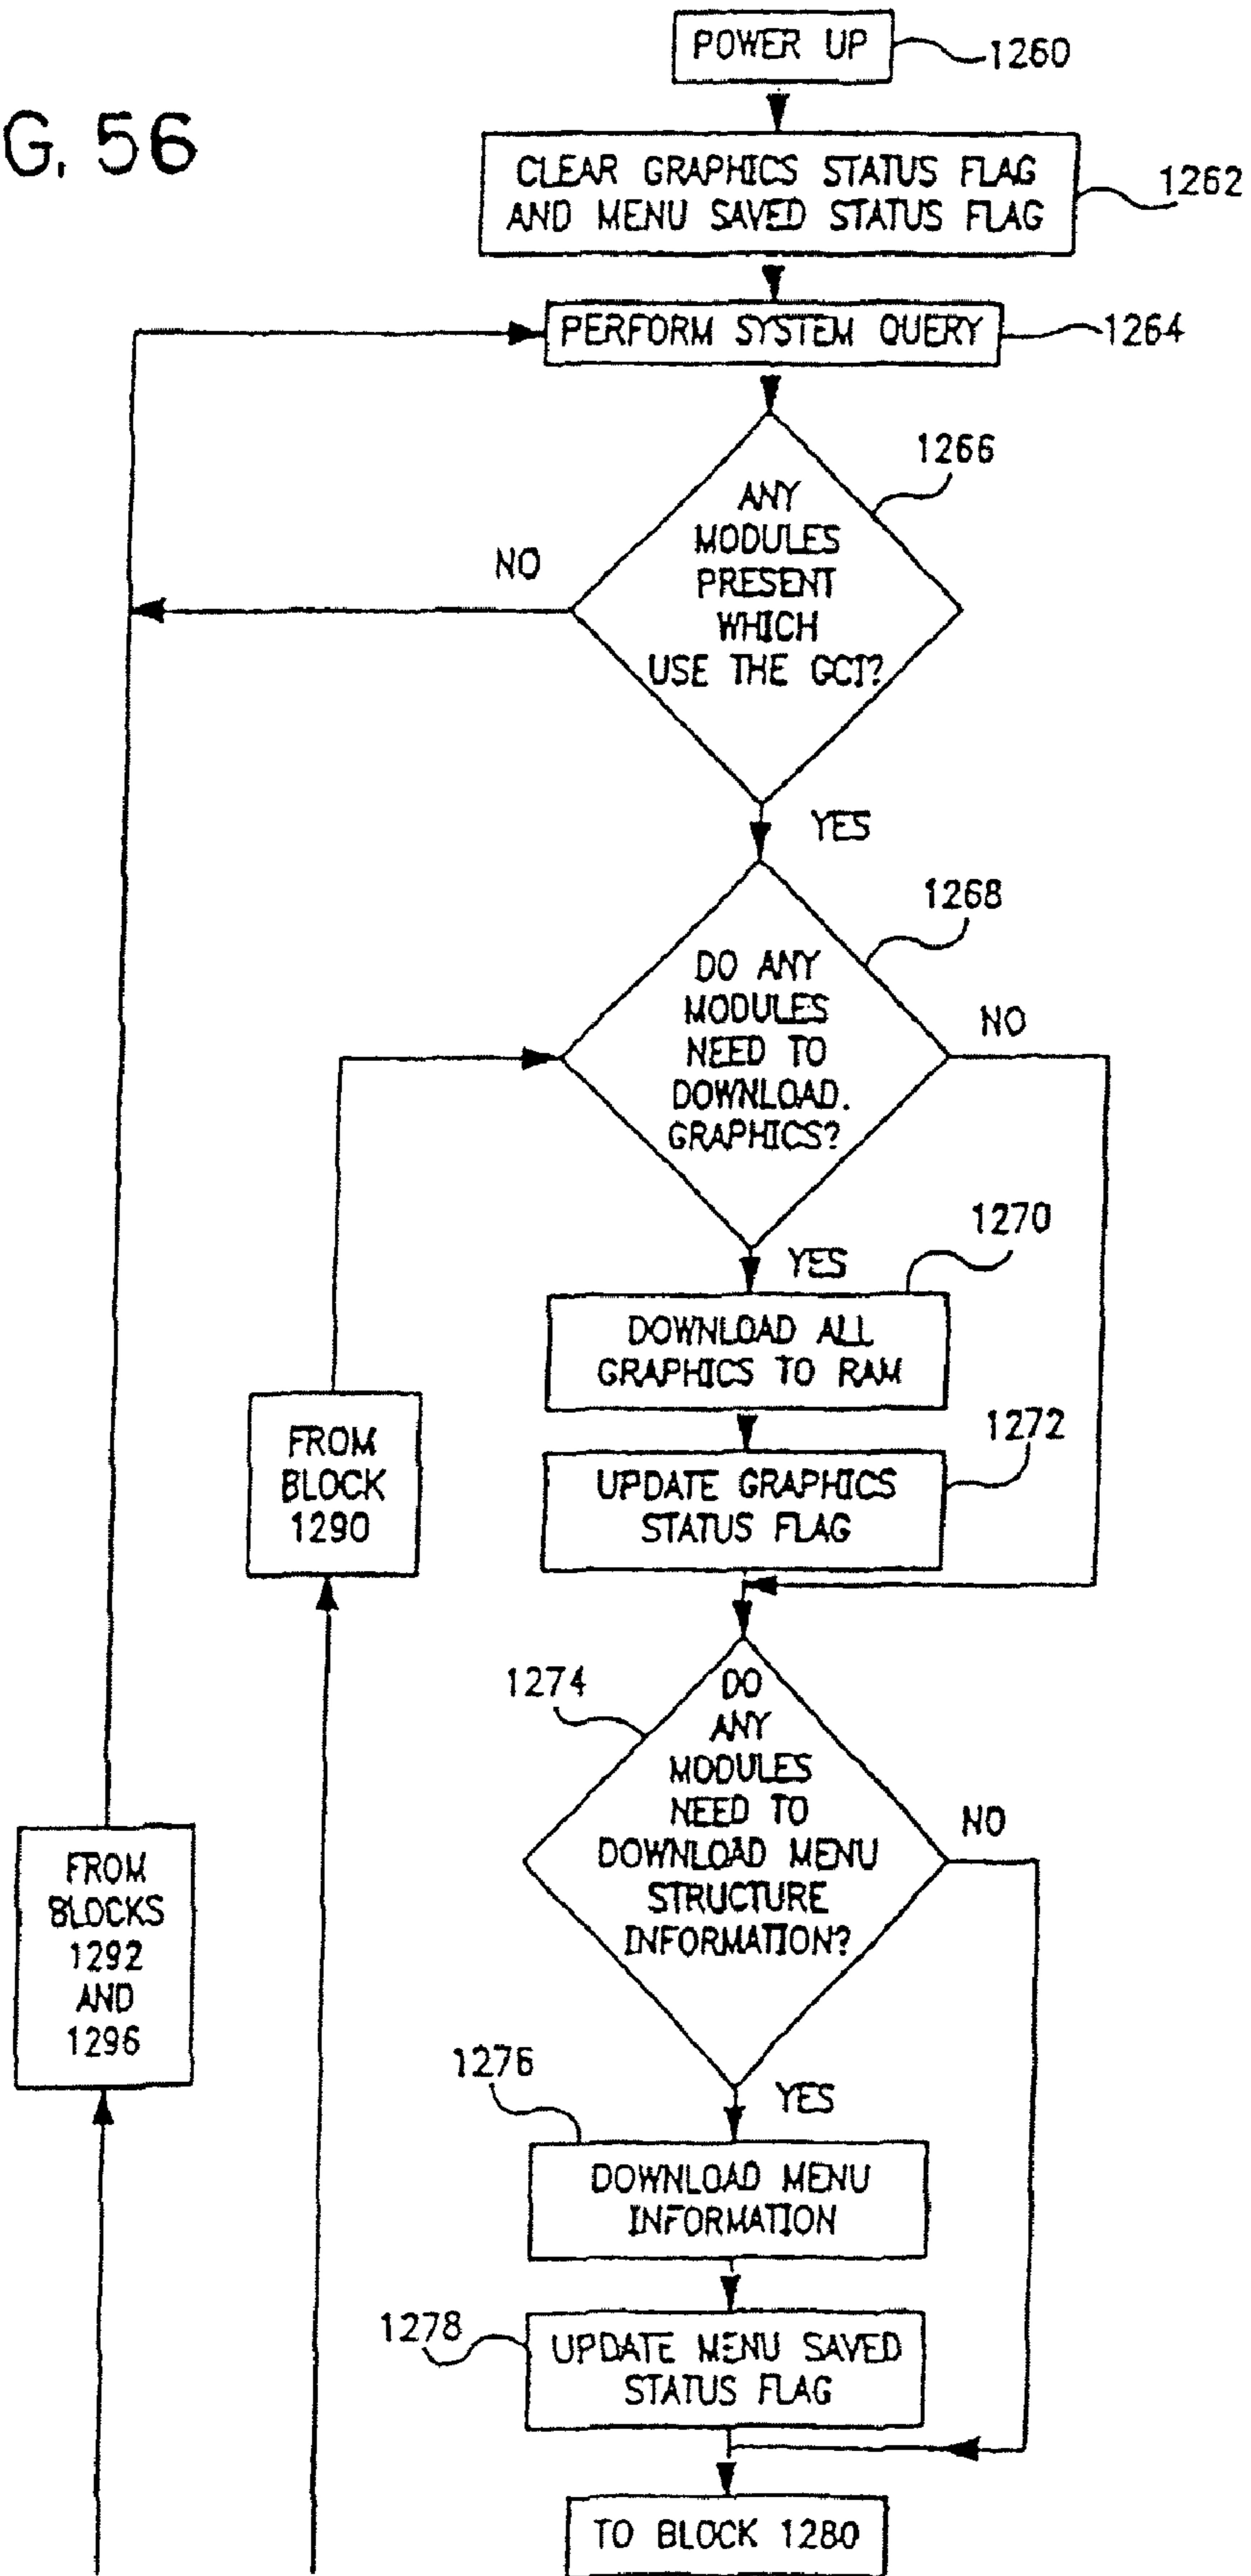 G. 56
POWER UP
1260
CLEAR GRAPHICS STATUS FLAG
AND MENU SAVED STATUS FLAG
1262
PERFORM SYSTEM QUERY
1264
1266
ANY
MODULES
PRESENT
WHICH
USE THE GCI?
NO
YES
1268
DO ANY
MODULES
NEED TO
DOWNLOAD.
GRAPHICS?
NO
YES
1270
DOWNLOAD ALL
GRAPHICS TO RAM
1272
UPDATE GRAPHICS
STATUS FLAG
FROM
BLOCK
1290
1274
DO
ANY
MODULES
NEED TO
DOWNLOAD MENU
STRUCTURE
INFORMATION?
NO
FROM
BLOCKS
1292
AND
1296
YES
1276
DOWNLOAD MENU
INFORMATION
1278
UPDATE MENU SAVED
STATUS FLAG
TO BLOCK 1280